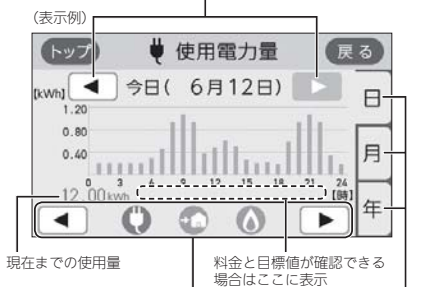 (表示例)
トップ 使用電力量 戻る
[kWh] ◀ 今日( 6月12日) ▶ 日
1.20
0.80
0.40
月
0 3 6 9 12 15 18 21 24
12.00kWh 【時】
年
◀ ▶
現在までの使用量
料金と目標値が確認できる
場合はここに表示